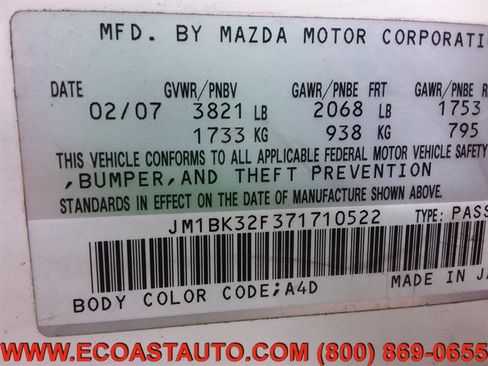 MFD. BY MAZDA MOTOR CORPORATI
DATE GVWR/PNBV GAWR/PNBE FRT GAWR/PNBE R
02/07 3821 LB 2068 LB 1753
1733 KG 938 KG 795
THIS VEHICLE CONFORMS TO ALL APPLICABLE FEDERAL MOTOR VEHICLE SAFETY
,BUMPER,AND THEFT PREVENTION
STANDARDS IN EFFECT ON THE DATE OF MANUFACTURE SHOWN ABOVE.
JM1BK32F371710522 TYPE: PASS
BODY COLOR CODE;A4D MADE IN JA
WWW.ECOASTAUTO.COM (800) 869-0655